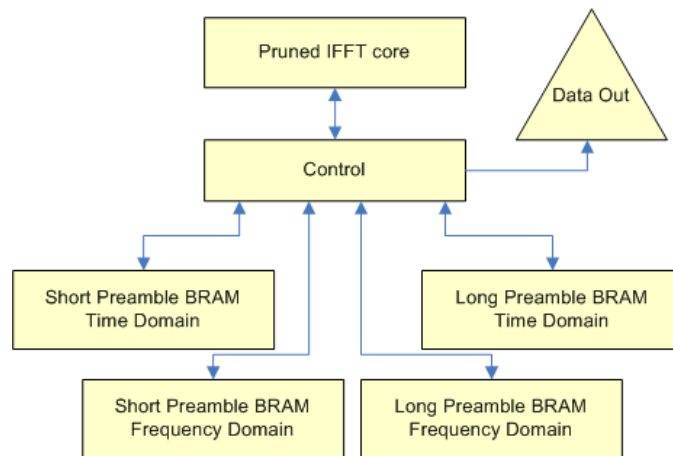 Pruned IFFT core
Data Out
Control
Short Preamble BRAM
Time Domain
Long Preamble BRAM
Time Domain
Short Preamble BRAM
Frequency Domain
Long Preamble BRAM
Frequency Domain